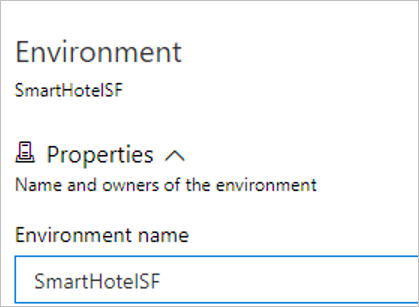 Environment
SmartHotelSF
Properties
Name and owners of the environment
Environment name
SmartHotelSF